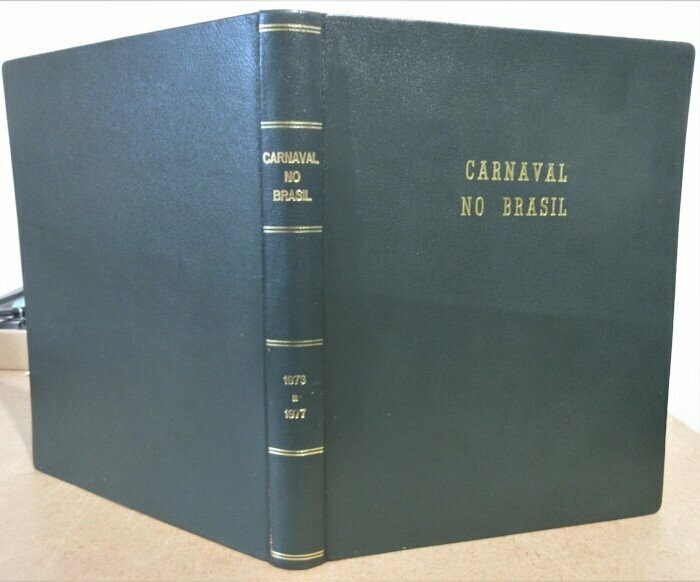 CARNAVAL
NO
BRASIL
1973
a
1977
CARNAVAL
NO BRASIL